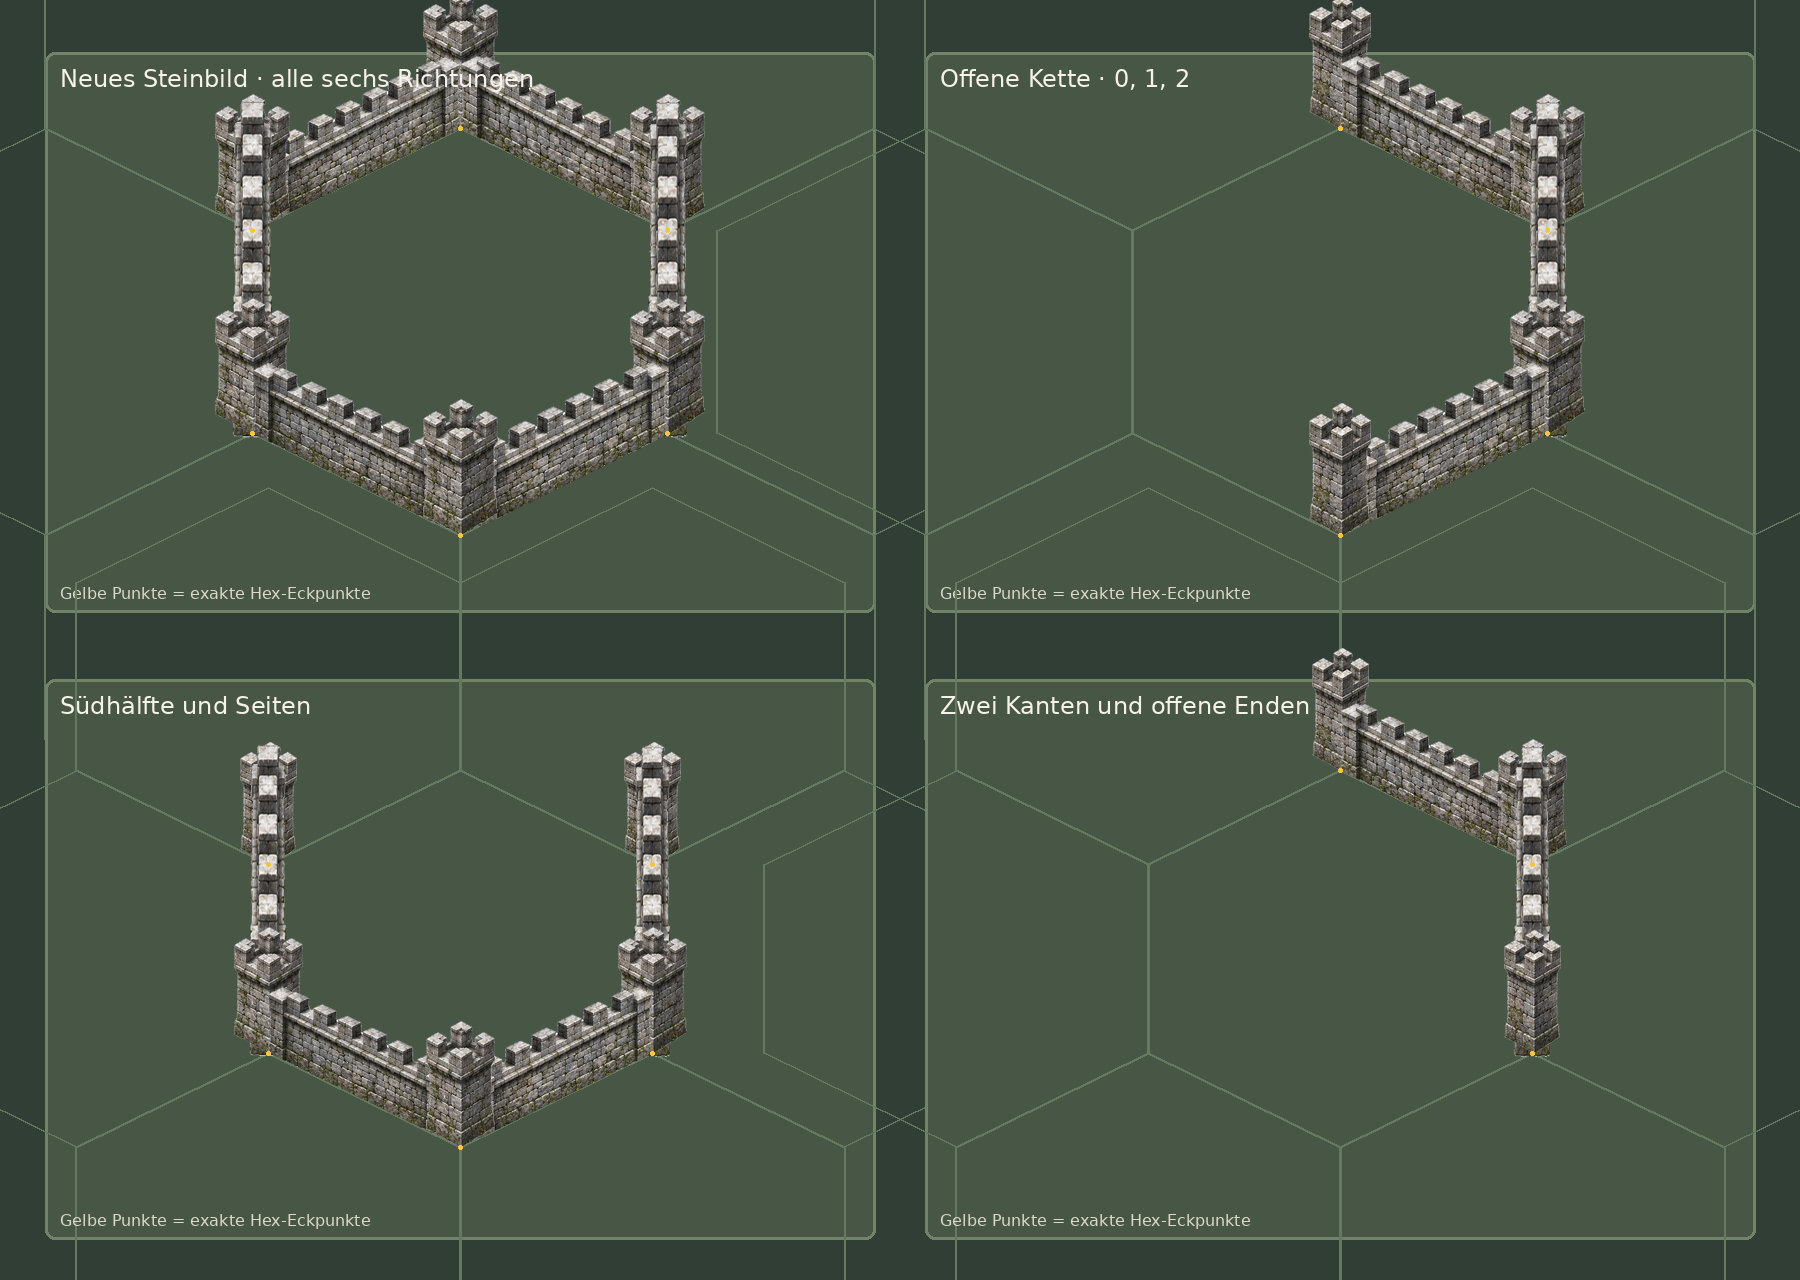 Neues Steinbild · alle sechs Richtungen
Offene Kette · 0, 1, 2
Gelbe Punkte = exakte Hex-Eckpunkte
Gelbe Punkte = exakte Hex-Eckpunkte
Südhälfte und Seiten
Zwei Kanten und offene Enden
Gelbe Punkte = exakte Hex-Eckpunkte
Gelbe Punkte = exakte Hex-Eckpunkte